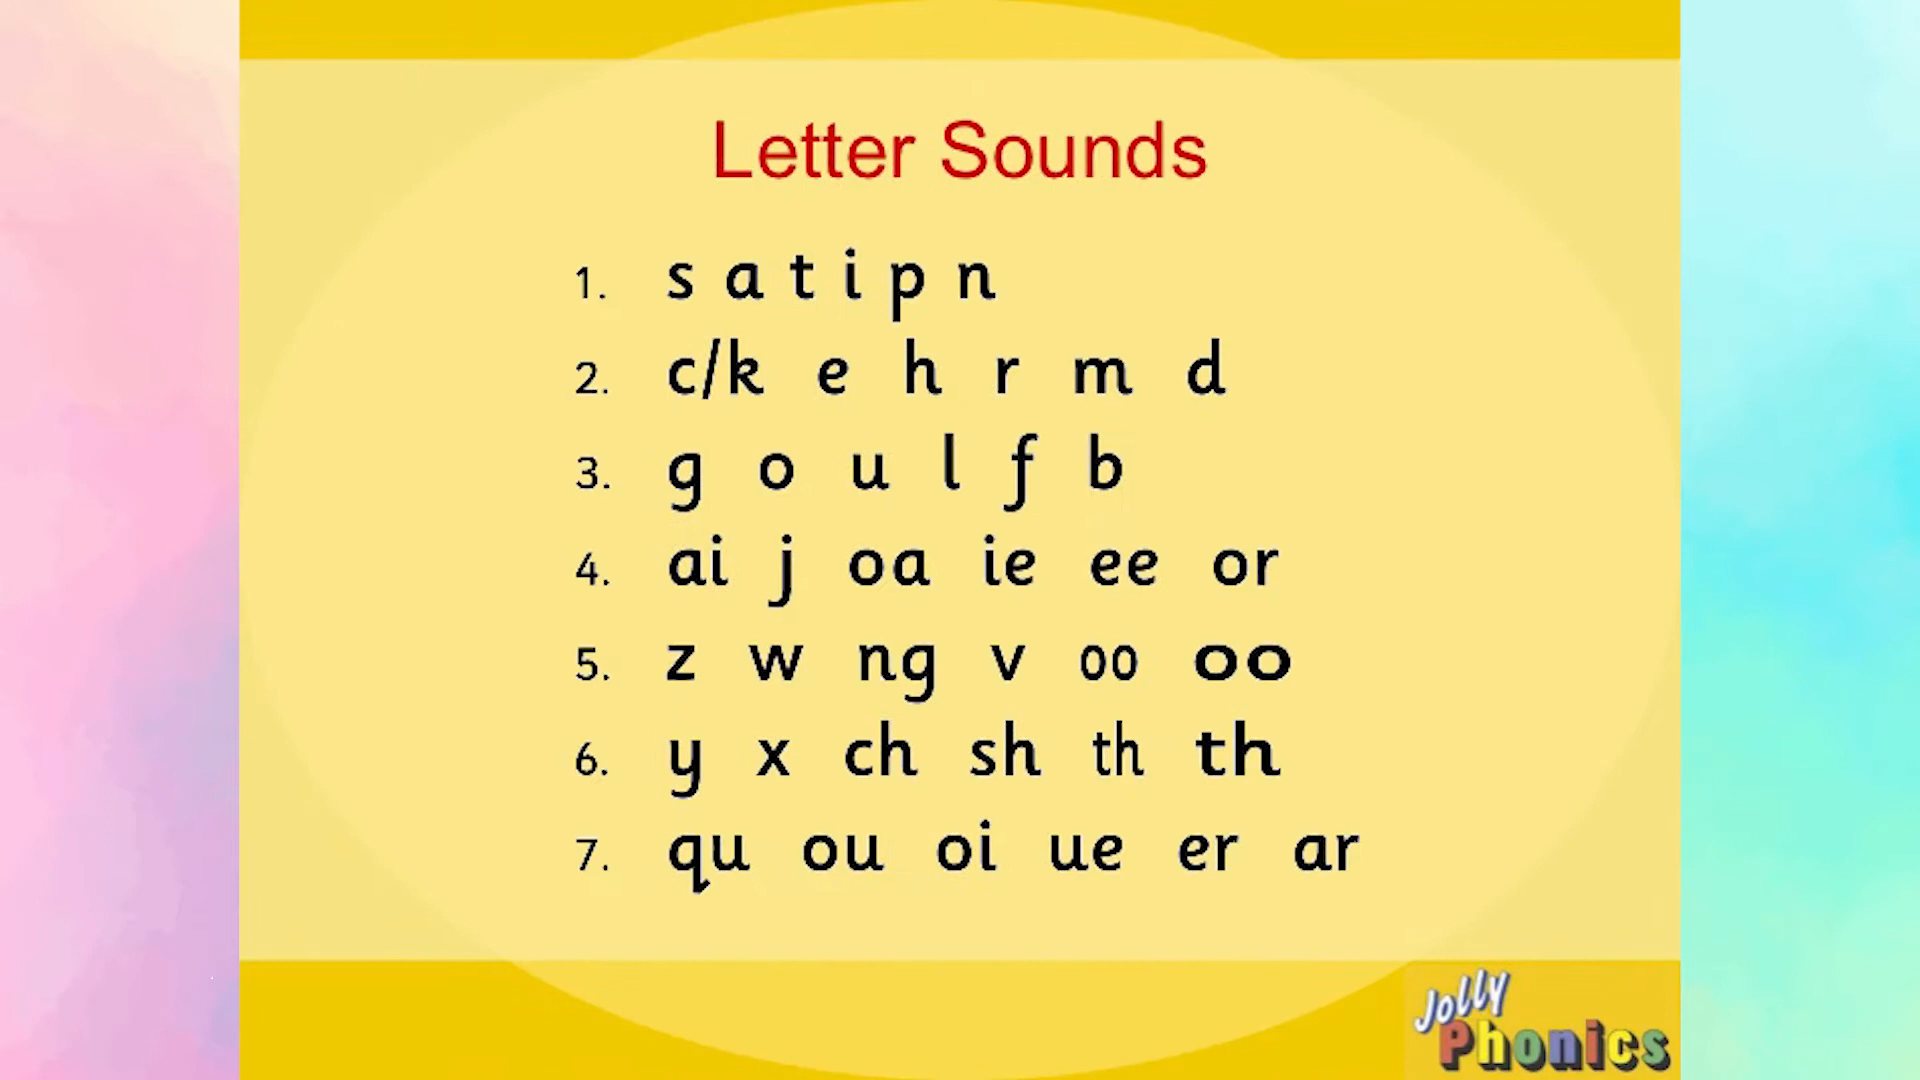 Letter Sounds
1. s a t i p n
2. c/k e h r m d
3. g o u l f b
4. ai j oa ie ee or
5. z w ng v oo oo
6. y x ch sh th th
7. qu ou oi ue er ar
Jolly
Phonics